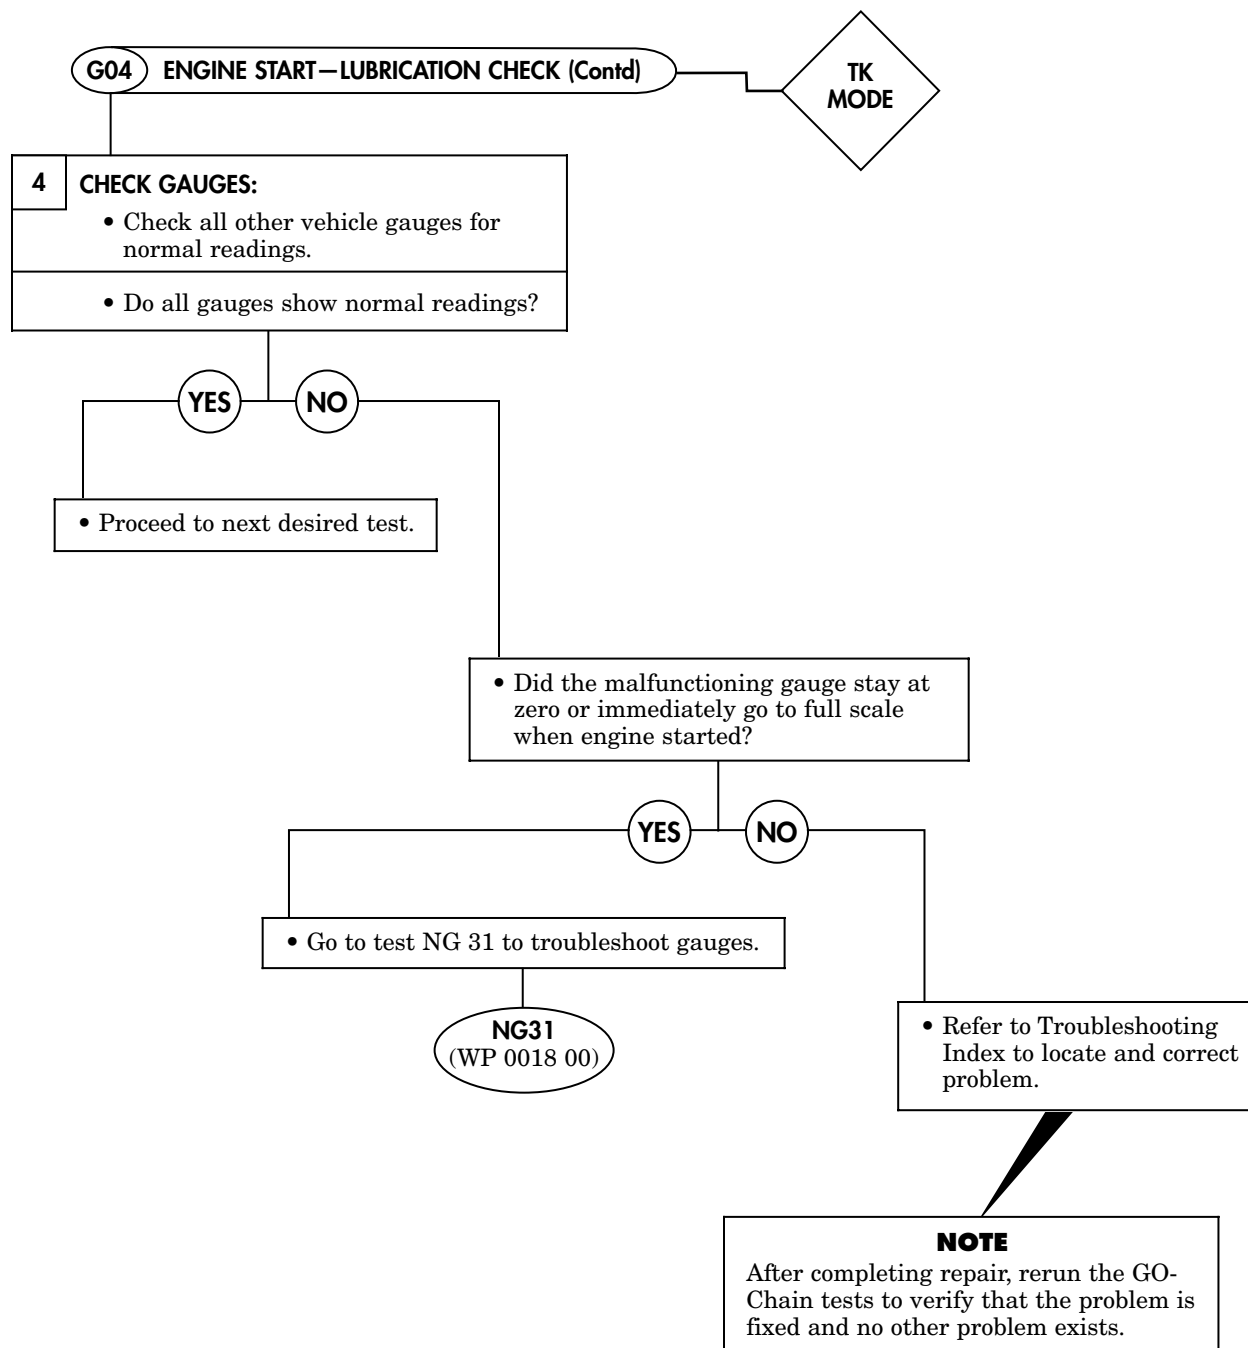 G04 ENGINE START—LUBRICATION CHECK (Contd)
TK
MODE
4 CHECK GAUGES:
• Check all other vehicle gauges for
normal readings.
• Do all gauges show normal readings?
YES NO
• Proceed to next desired test.
• Did the malfunctioning gauge stay at
zero or immediately go to full scale
when engine started?
YES NO
• Go to test NG 31 to troubleshoot gauges.
NG31
(WP 0018 00)
• Refer to Troubleshooting
Index to locate and correct
problem.
NOTE
After completing repair, rerun the GO-
Chain tests to verify that the problem is
fixed and no other problem exists.